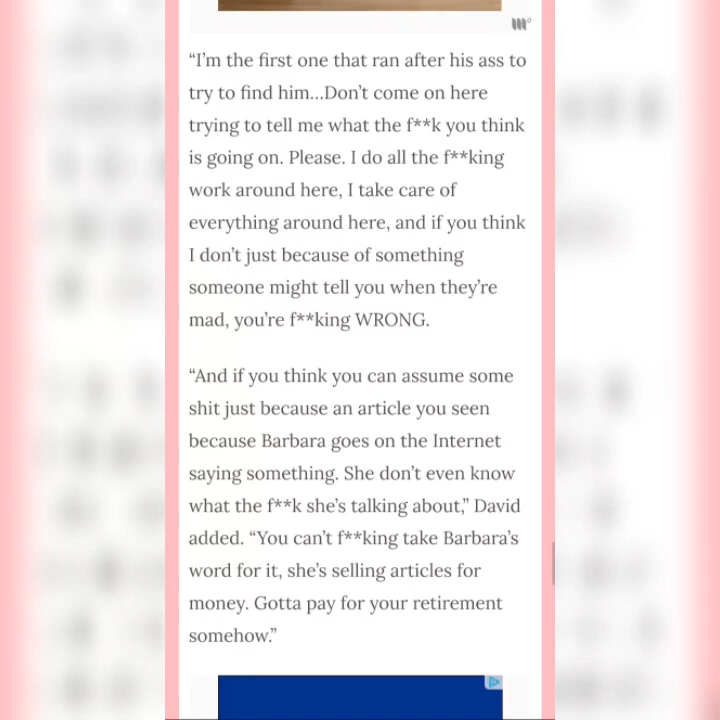 “I’m the first one that ran after his ass to
try to find him…Don’t come on here
trying to tell me what the f**k you think
is going on. Please. I do all the f**king
work around here, I take care of
everything around here, and if you think
I don’t just because of something
someone might tell you when they’re
mad, you’re f**king WRONG.
“And if you think you can assume some
shit just because an article you seen
because Barbara goes on the Internet
saying something. She don’t even know
what the f**k she’s talking about,” David
added. “You can’t f**king take Barbara’s
word for it, she’s selling articles for
money. Gotta pay for your retirement
somehow.”